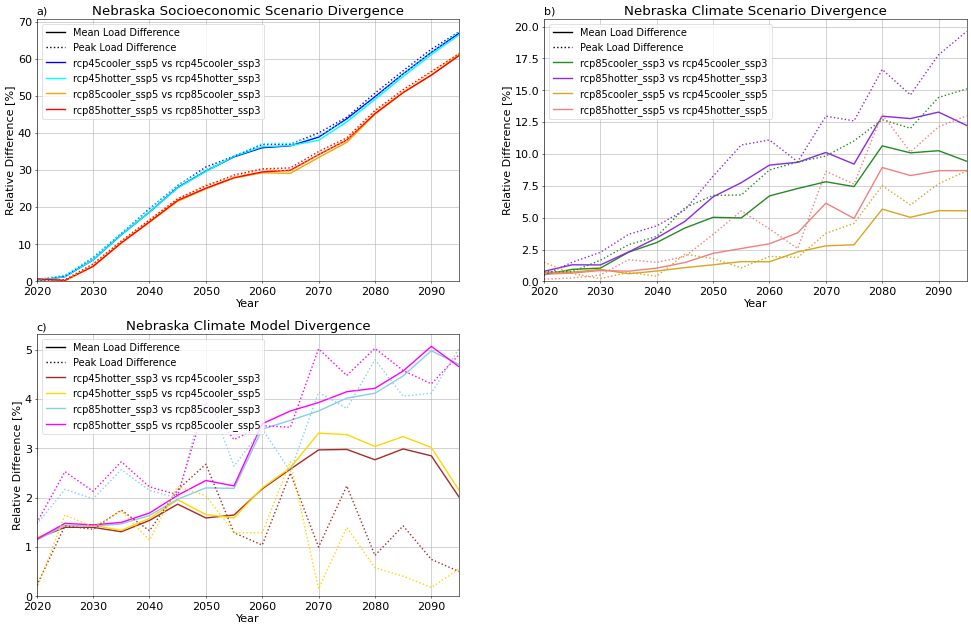 a)
Nebraska Socioeconomic Scenario Divergence
Mean Load Difference
Peak Load Difference
rcp45cooler_ssp5 vs rcp45cooler_ssp3
rcp45hotter_ssp5 vs rcp45hotter_ssp3
rcp85cooler_ssp5 vs rcp85cooler_ssp3
rcp85hotter_ssp5 vs rcp85hotter_ssp3
Relative Difference [%]
70
60
50
40
30
20
10
0
2020 2030 2040 2050 2060 2070 2080 2090
Year
b)
Nebraska Climate Scenario Divergence
Mean Load Difference
Peak Load Difference
rcp85cooler_ssp3 vs rcp45cooler_ssp3
rcp85hotter_ssp3 vs rcp45hotter_ssp3
rcp85cooler_ssp5 vs rcp45cooler_ssp5
rcp85hotter_ssp5 vs rcp45hotter_ssp5
Relative Difference [%]
20.0
17.5
15.0
12.5
10.0
7.5
5.0
2.5
0.0
2020 2030 2040 2050 2060 2070 2080 2090
Year
c)
Nebraska Climate Model Divergence
Mean Load Difference
Peak Load Difference
rcp45hotter_ssp3 vs rcp45cooler_ssp3
rcp45hotter_ssp5 vs rcp45cooler_ssp5
rcp85hotter_ssp3 vs rcp85cooler_ssp3
rcp85hotter_ssp5 vs rcp85cooler_ssp5
Relative Difference [%]
5
4
3
2
1
0
2020 2030 2040 2050 2060 2070 2080 2090
Year